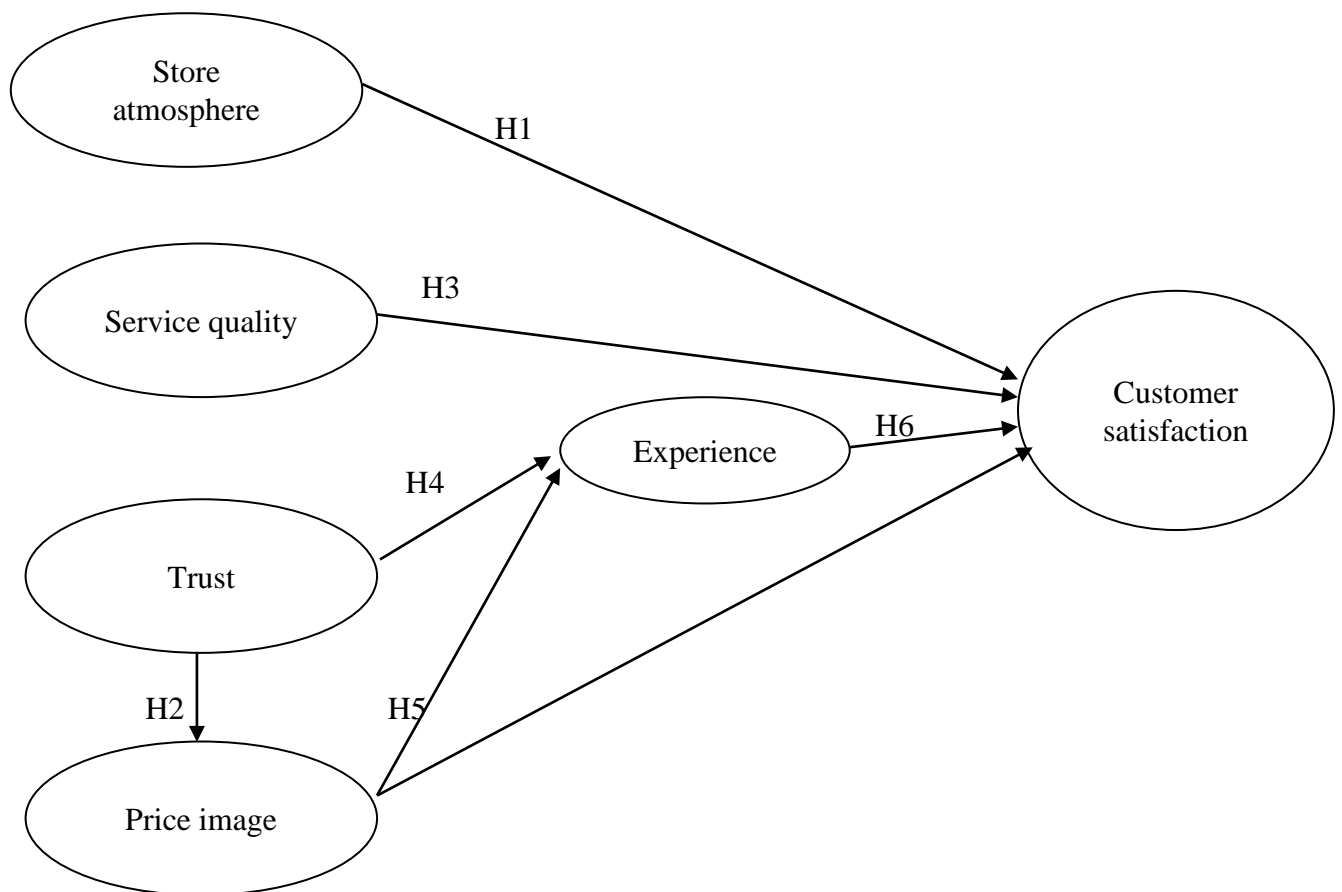 Store
atmosphere
H1
H3
Service quality
Customer
satisfaction
H6
Experience
H4
Trust
H2
H5
Price image